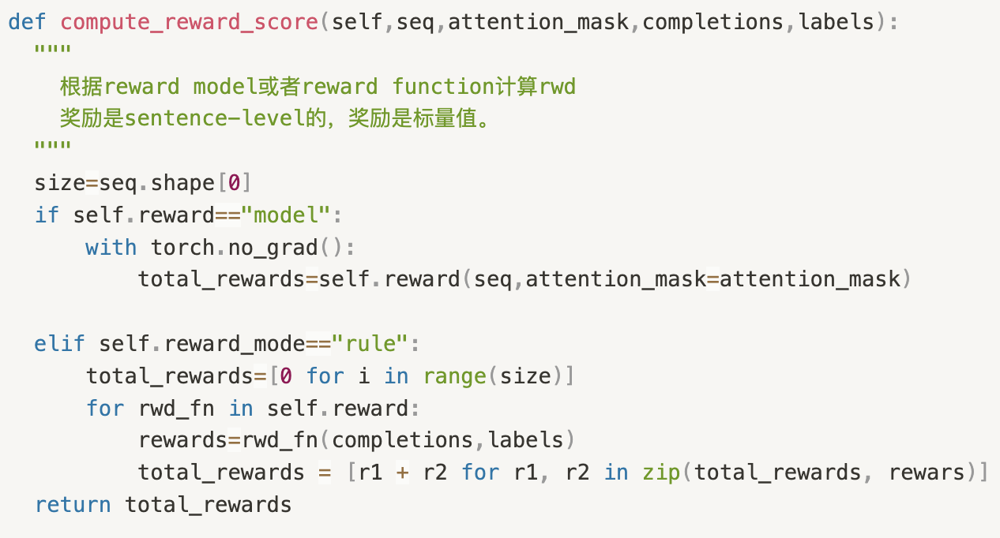 def compute_reward_score(self,seq,attention_mask,completions,labels):
"""
根据reward model或者reward function计算rwd
奖励是sentence-level的，奖励是标量值。
"""
size=seq.shape[0]
if self.reward=="model":
with torch.no_grad():
total_rewards=self.reward(seq,attention_mask=attention_mask)
elif self.reward_mode=="rule":
total_rewards=[0 for i in range(size)]
for rwd_fn in self.reward:
rewards=rwd_fn(completions,labels)
total_rewards = [r1 + r2 for r1, r2 in zip(total_rewards, rewars)]
return total_rewards